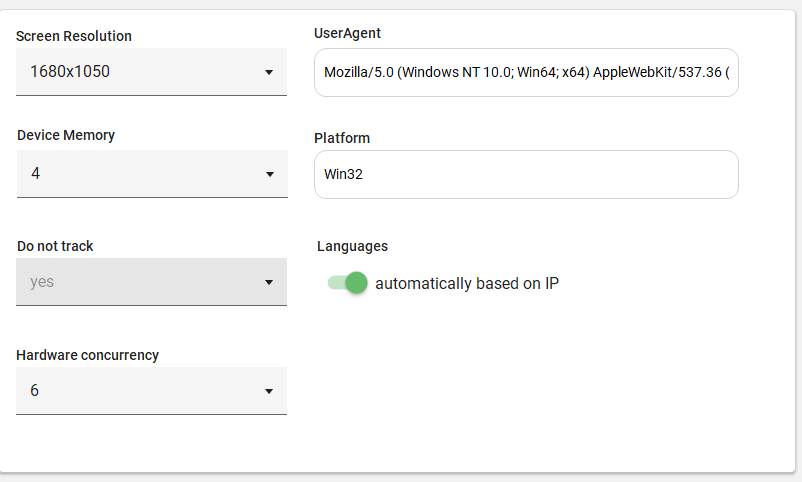 Screen Resolution
1680x1050
UserAgent
Mozilla/5.0 (Windows NT 10.0; Win64; x64) AppleWebKit/537.36 (
Device Memory
4
Platform
Win32
Do not track
yes
Languages
automatically based on IP
Hardware concurrency
6